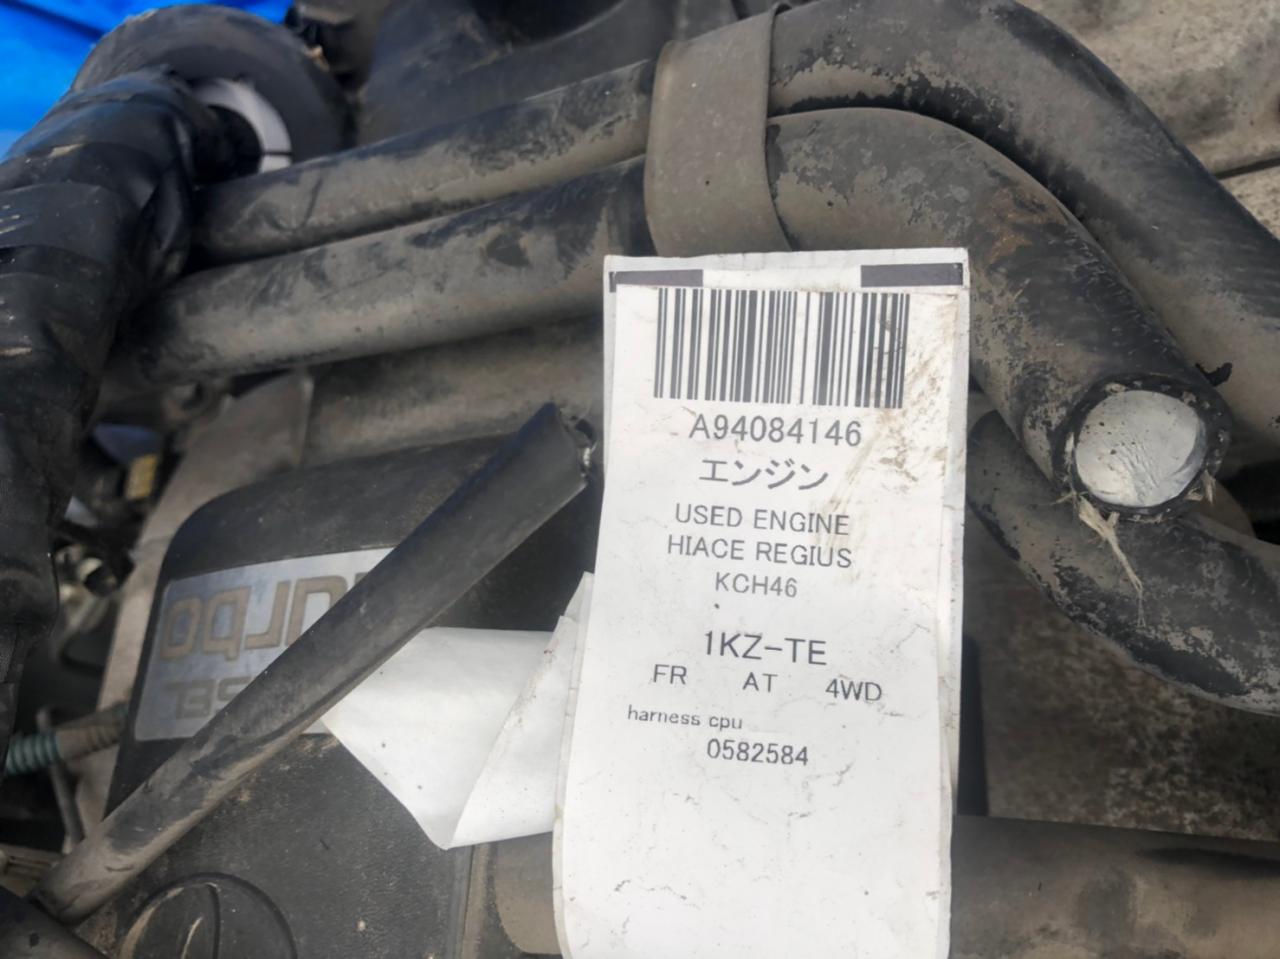 A94084146
エンジン
USED ENGINE
HIACE REGIUS
KCH46
1KZ-TE
FR AT 4WD
harness cpu
0582584